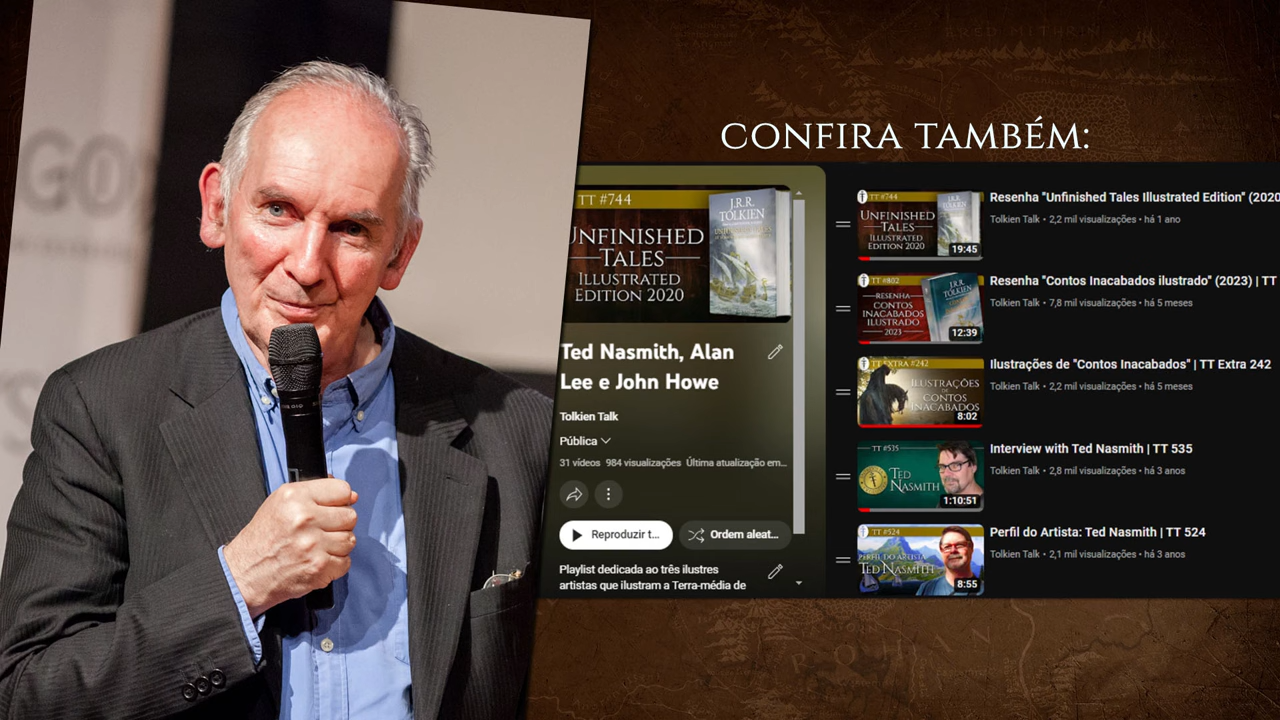 GO
ERED MITHRIN
CONFIRA TAMBÉM:
TT #744
J.R.R.
TOLKIEN
UNFINISHED
TALES
ILLUSTRATED
EDITION 2020
Ted Nasmith, Alan
Lee e John Howe
Tolkien Talk
Pública
31 vídeos 984 visualizações Última atualização em...
Reproduzir t...
Ordem aleat...
Playlist dedicada ao três ilustres
artistas que ilustram a Terra-média de
TT #744
UNFINISHED
TALES
ILLUSTRATED
EDITION 2020
19:45
Resenha "Unfinished Tales Illustrated Edition" (2020
Tolkien Talk • 2,2 mil visualizações • há 1 ano
TT #802
RESENHA
CONTOS
INACABADOS
ILUSTRADO
2023
J.R.R.
TOLKIEN
12:39
Resenha "Contos Inacabados ilustrado" (2023) | TT
Tolkien Talk • 7,8 mil visualizações • há 5 meses
TT EXTRA #242
ILUSTRAÇÕES
DE
CONTOS
INACABADOS
8:02
Ilustrações de "Contos Inacabados" | TT Extra 242
Tolkien Talk • 2,2 mil visualizações • há 5 meses
TT #535
TED
NASMITH
1:10:51
Interview with Ted Nasmith | TT 535
Tolkien Talk • 2,8 mil visualizações • há 3 anos
TT #524
PERFIL DO ARTISTA:
TED NASMITH
8:55
Perfil do Artista: Ted Nasmith | TT 524
Tolkien Talk • 2,1 mil visualizações • há 3 anos
ROHAN